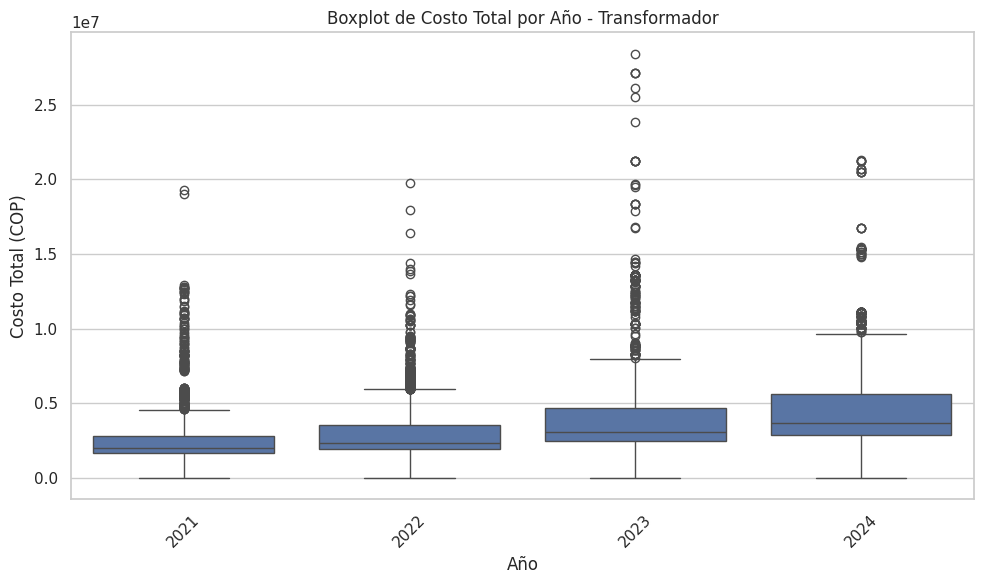 Boxplot de Costo Total por Año - Transformador
1e7
Costo Total (COP)
2.5
2.0
1.5
1.0
0.5
0.0
2021 2022 2023 2024
Año